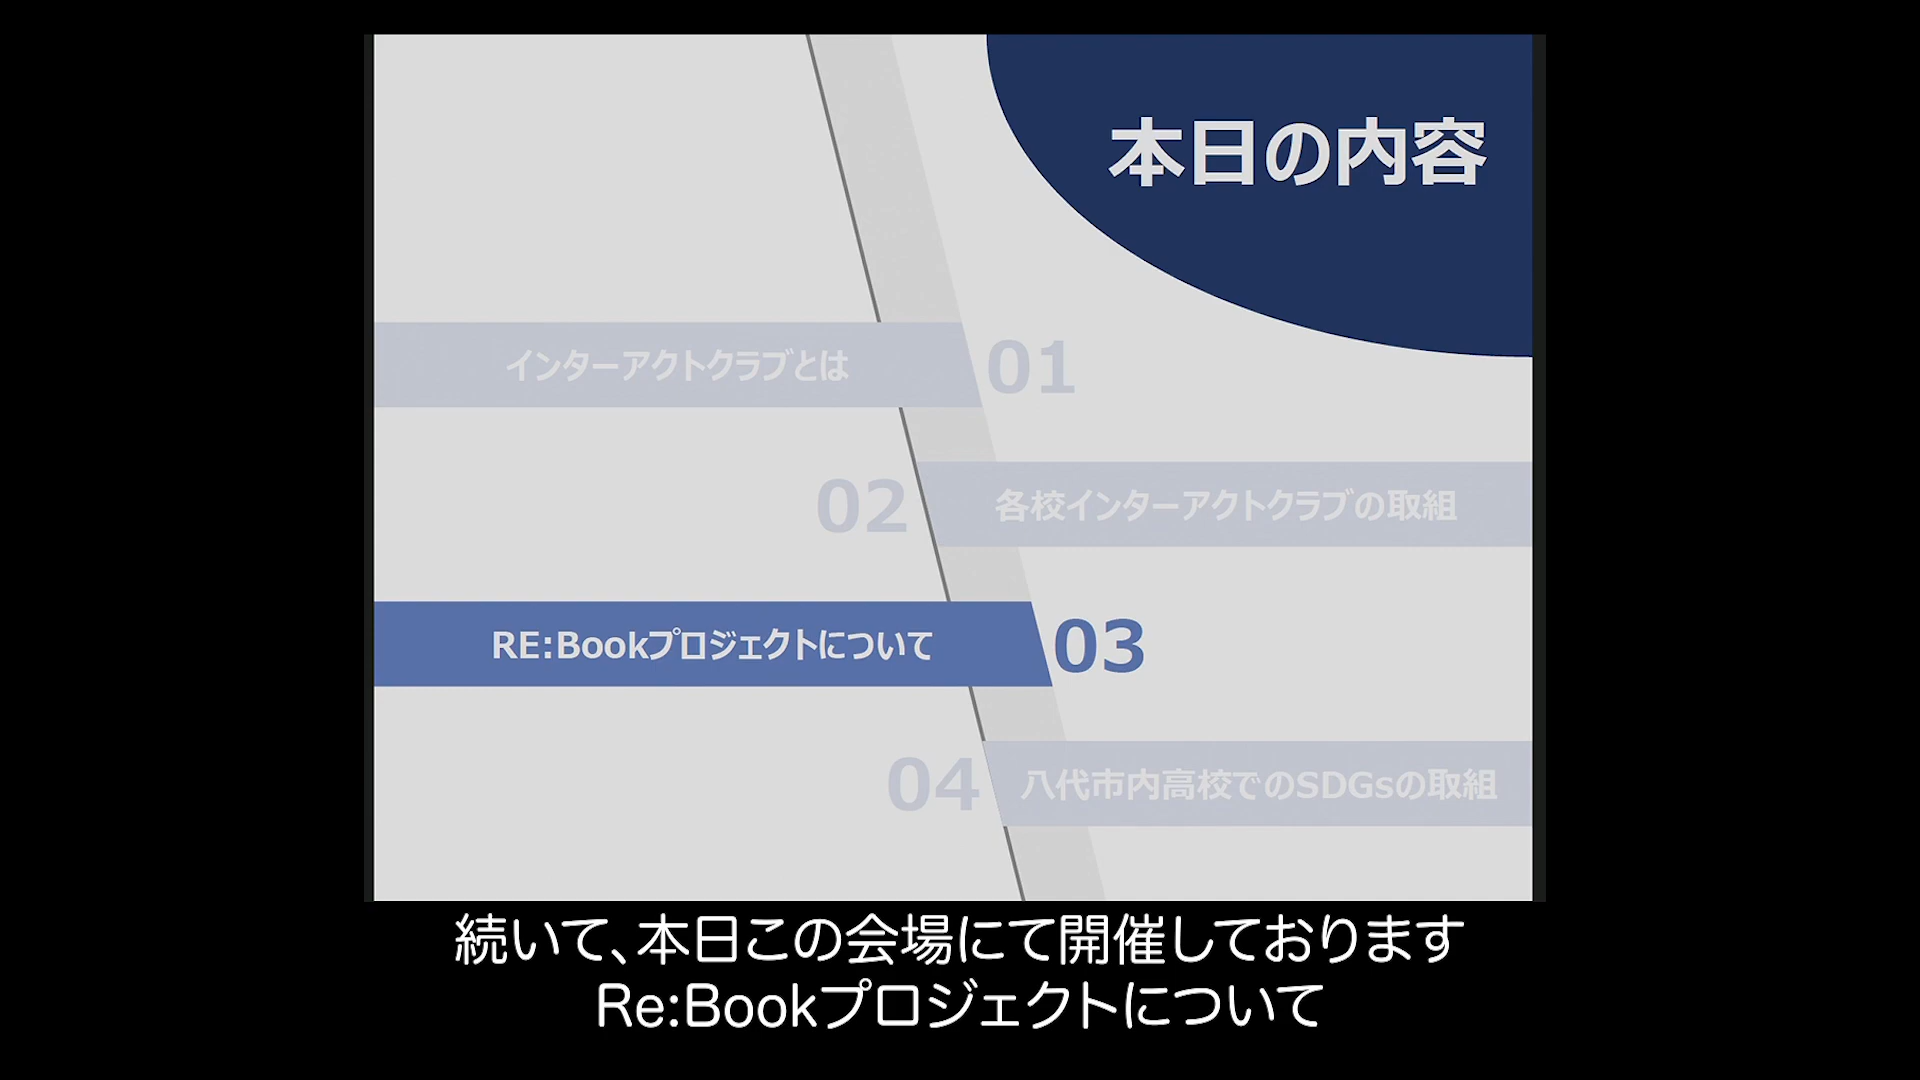 本日の内容
インターアクトクラブとは
01
02
各校インターアクトクラブの取組
RE:Bookプロジェクトについて
03
04
八代市内高校でのSDGsの取組
続いて、本日この会場にて開催しております
Re:Bookプロジェクトについて